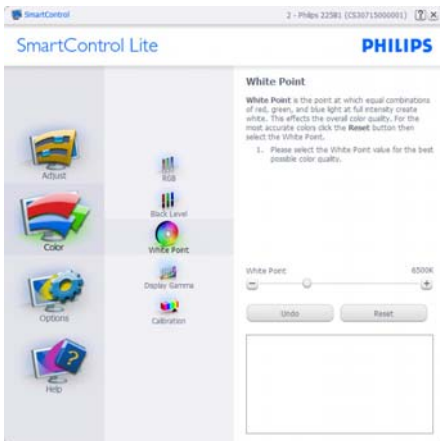 SmartControl
2 - Philips 225B1 (CS30715000001)
SmartControl Lite
PHILIPS
Adjust
Color
Options
Help
RGB
Black Level
White Point
Display Gamma
Calibration
White Point
White Point is the point at which equal combinations
of red, green, and blue light at full intensity create
white. This effects the overall color quality. For the
most accurate colors click the Reset button then
select the White Point.
1. Please select the White Point value for the best
possible color quality.
White Point
6500K
Undo
Reset